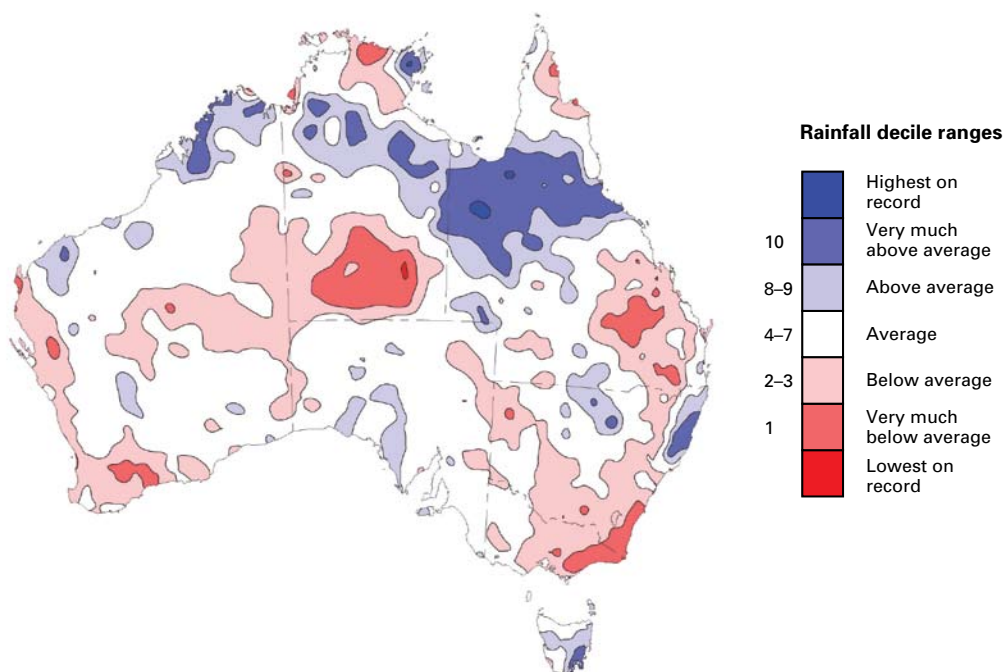 Rainfall decile ranges
Highest on
record
10
Very much
above average
8–9
Above average
4–7
Average
2–3
Below average
1
Very much
below average
Lowest on
record